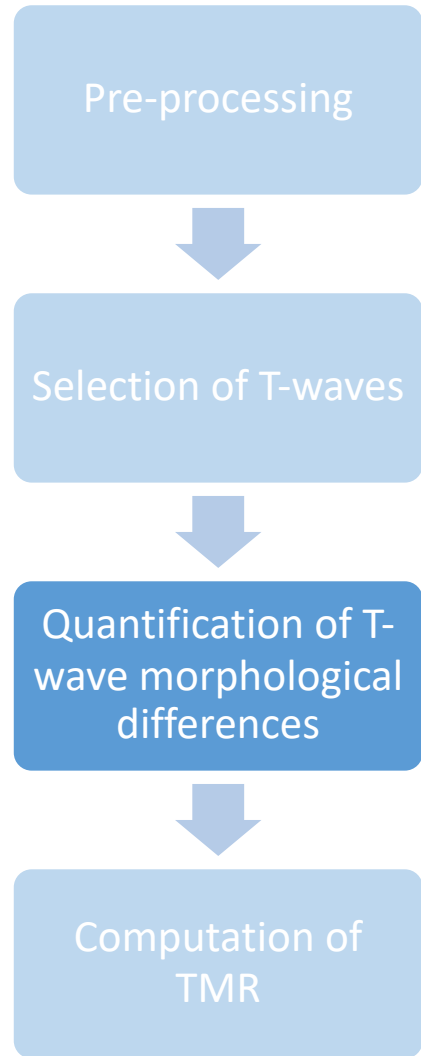 Pre-processing
Selection of T-waves
Quantification of T-
wave morphological
differences
Computation of
TMR